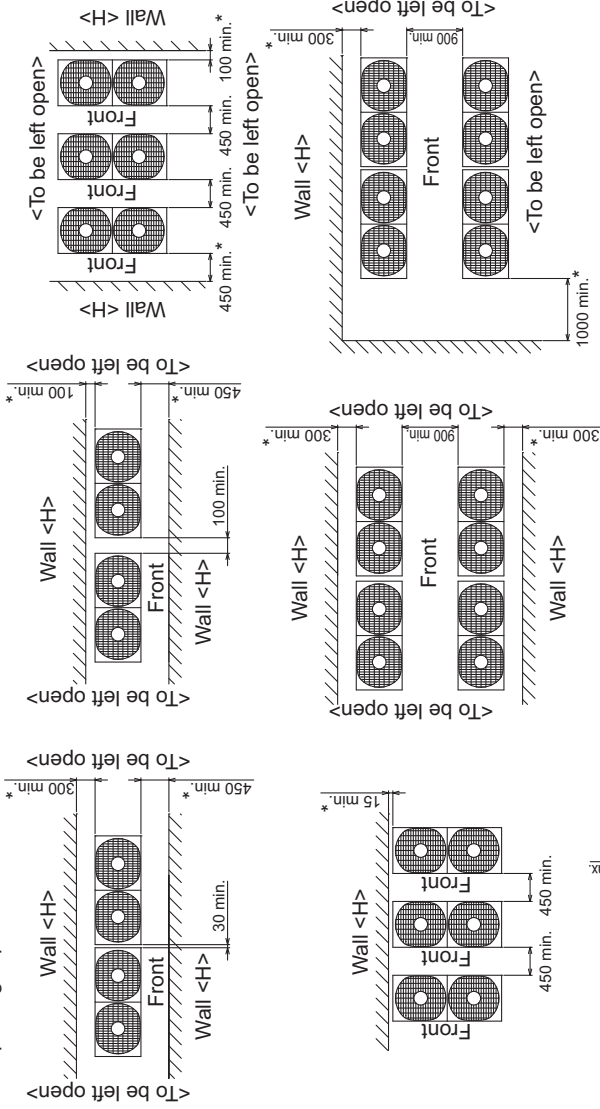 Wall <H>
300 min.*
<To be left open>
<To be left open>
Front
30 min.
450 min.*
Wall <H>
Wall <H>
100 min.*
<To be left open>
<To be left open>
Front
100 min.
450 min.*
Wall <H>
<To be left open>
Wall <H>
Wall <H>
Front
Front
Front
450 min.*
450 min.
450 min.
100 min.*
<To be left open>
Wall <H>
15 min.*
Front
Front
Front
450 min.
450 min.
Wall <H>
300 min.*
<To be left open>
<To be left open>
Front
900 min.
300 min.*
Wall <H>
Wall <H>
300 min.*
<To be left open>
Front
900 min.
<To be left open>
1000 min.*